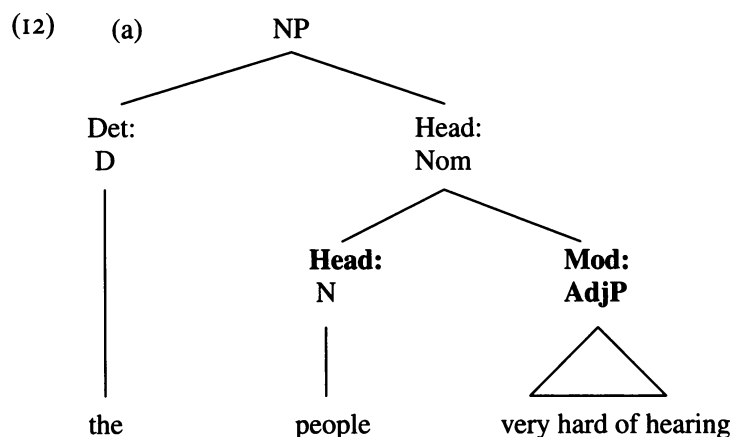 (12) (a) NP
Det: Head:
D Nom
Head: Mod:
N AdjP
the people very hard of hearing